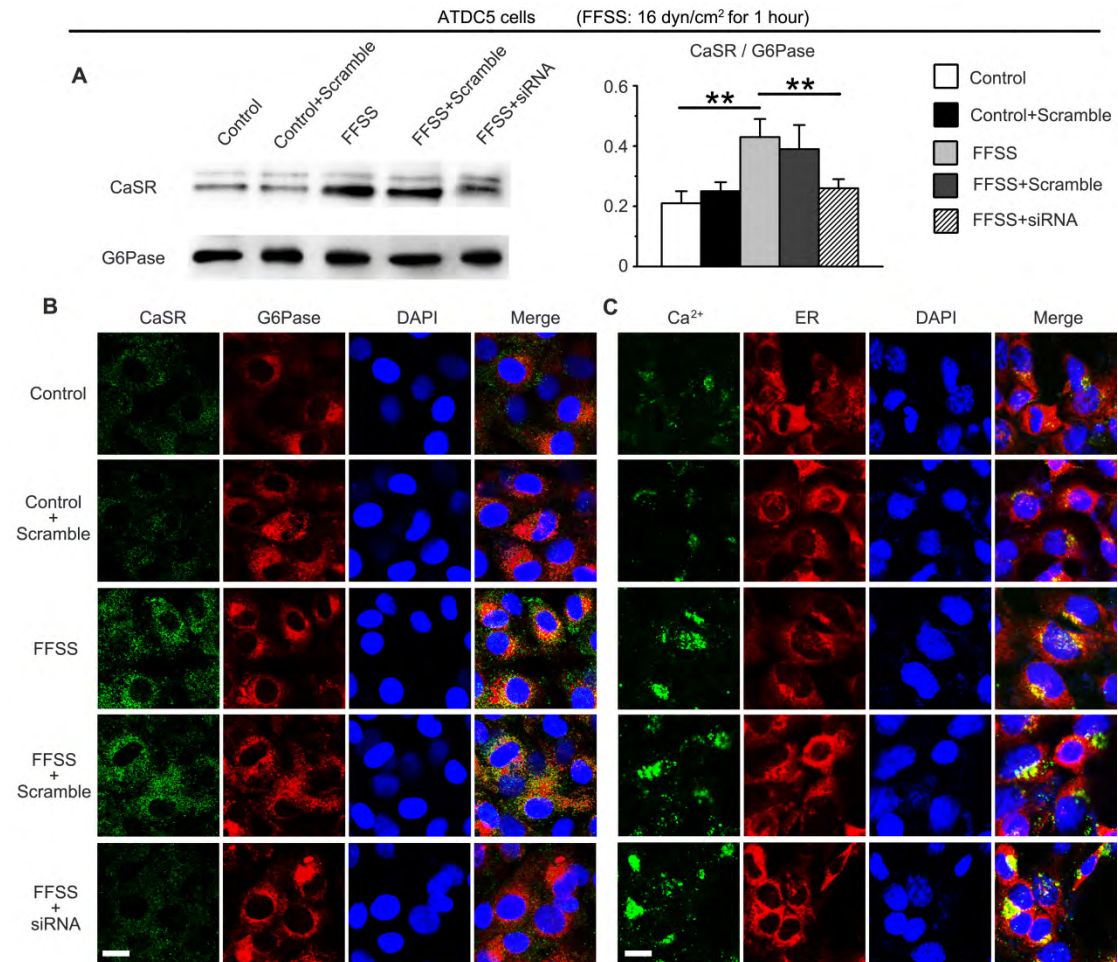 ATDC5 cells (FFSS: 16 dyn/cm² for 1 hour)
A
Control
Control+Scramble
FFSS
FFSS+Scramble
FFSS+siRNA
CaSR
G6Pase
CaSR / G6Pase
0.6
0.4
0.2
0
**
**
Control
Control+Scramble
FFSS
FFSS+Scramble
FFSS+siRNA
B
CaSR G6Pase DAPI Merge
Control
Control
+
Scramble
FFSS
FFSS
+
Scramble
FFSS
+
siRNA
C
Ca²⁺ ER DAPI Merge